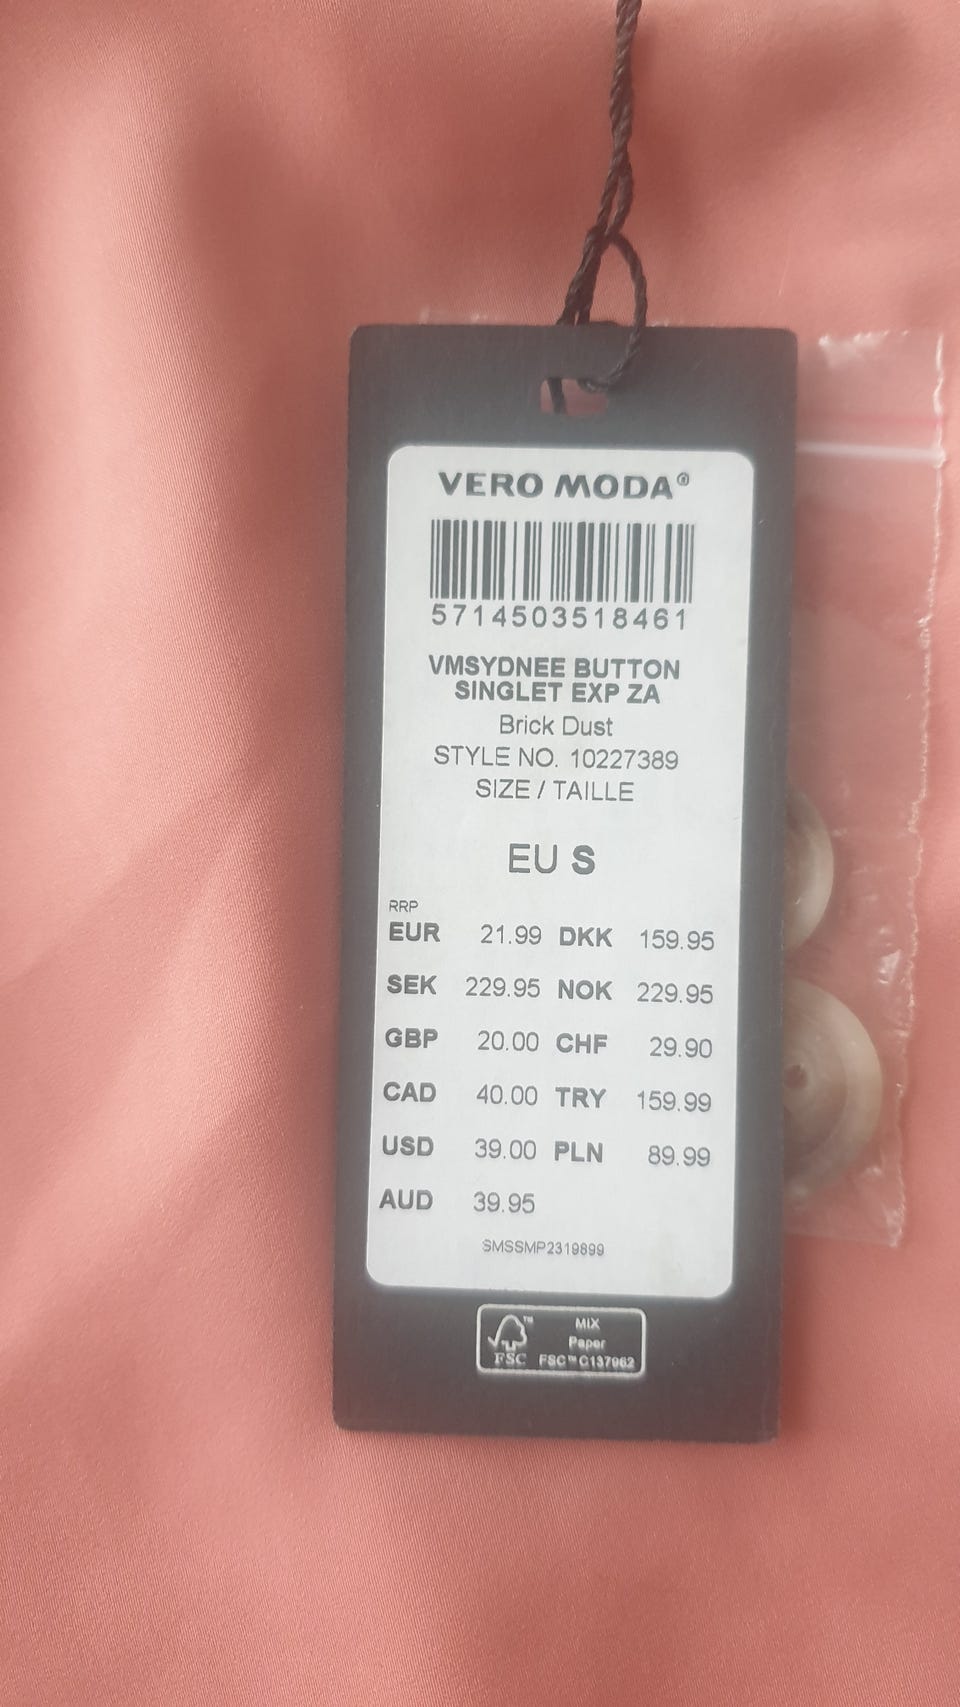 VERO MODA®
5714503518461
VMSYDNEE BUTTON
SINGLET EXP ZA
Brick Dust
STYLE NO. 10227389
SIZE / TAILLE
EU S
RRP
EUR 21.99 DKK 159.95
SEK 229.95 NOK 229.95
GBP 20.00 CHF 29.90
CAD 40.00 TRY 159.99
USD 39.00 PLN 89.99
AUD 39.95
SMSSMP2319899
FSC™
MIX
Paper
FSC™ C137962